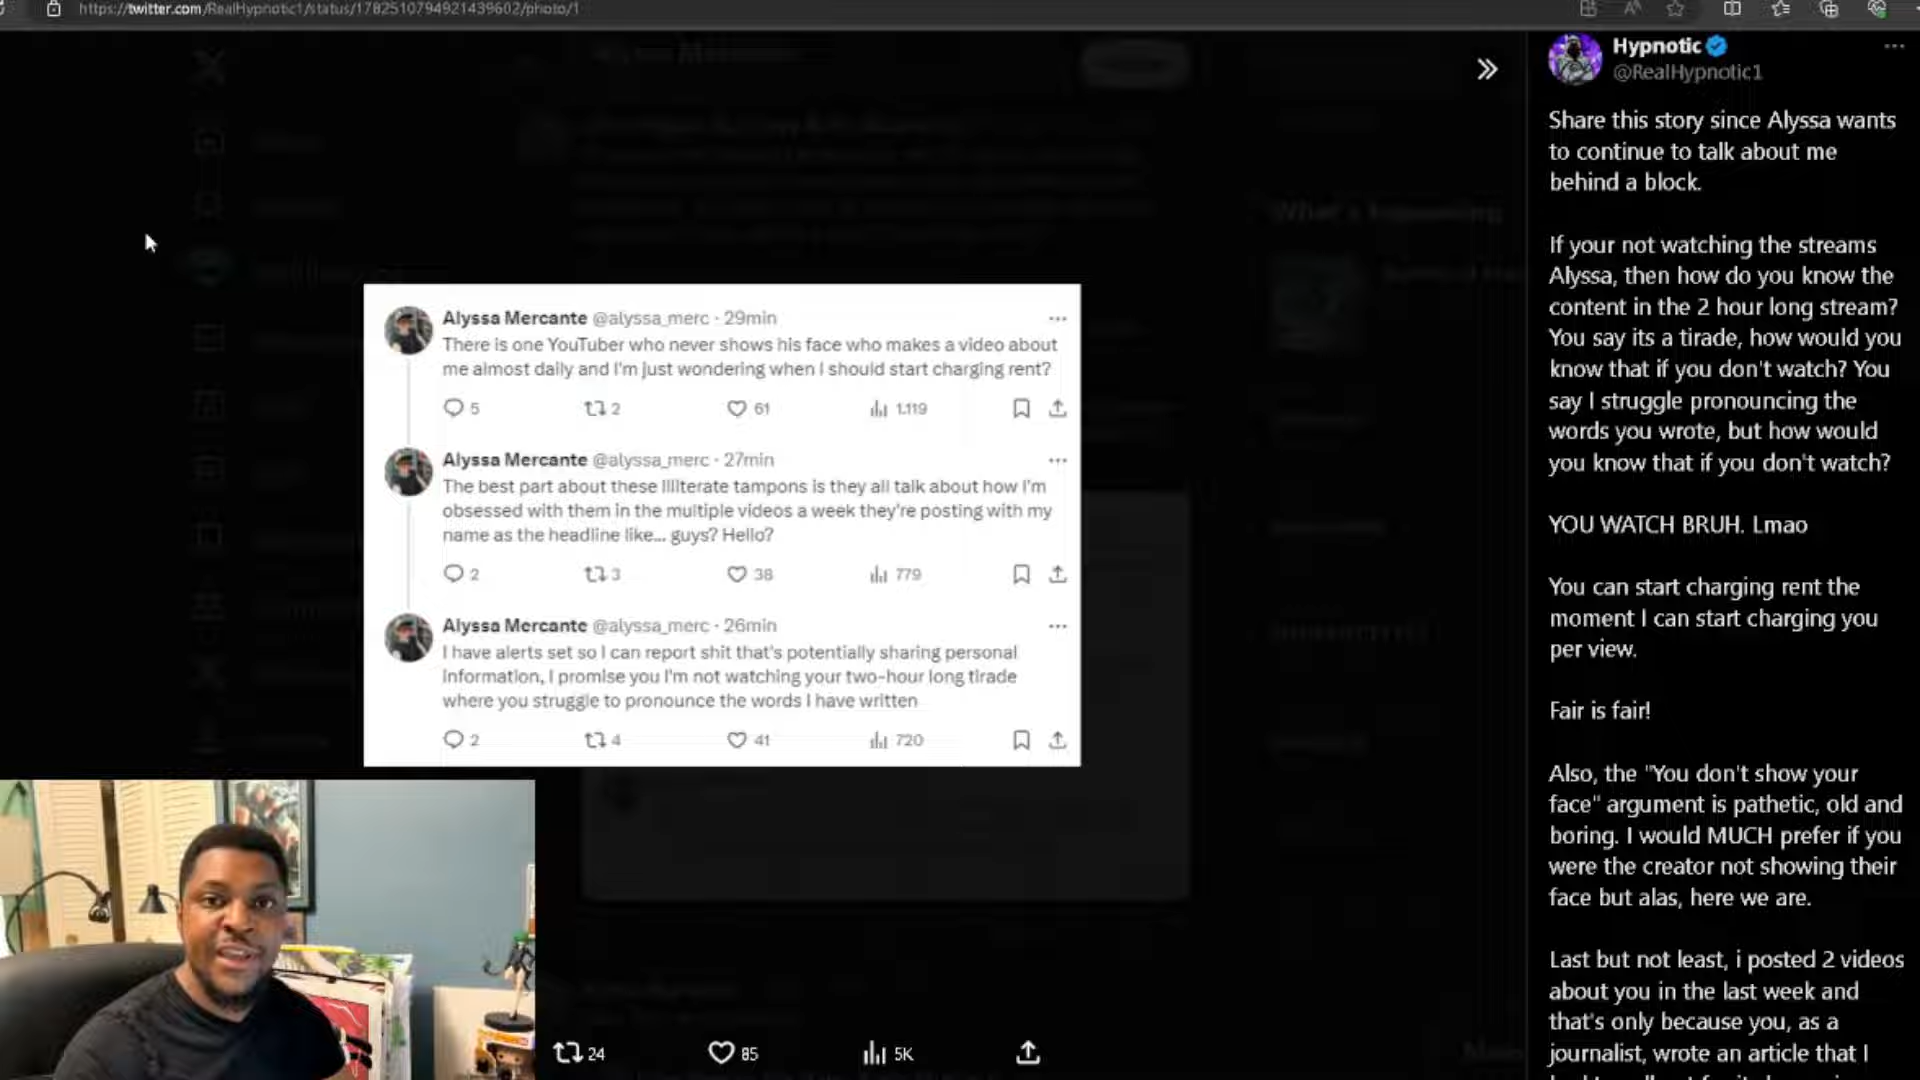 https://twitter.com/RealHypnotic1/status/1782510794921439602/photo/1
Alyssa Mercante @alyssa_merc · 29min
There is one YouTuber who never shows his face who makes a video about
me almost daily and I'm just wondering when I should start charging rent?
5 2 61 1.119
Alyssa Mercante @alyssa_merc · 27min
The best part about these illiterate tampons is they all talk about how I'm
obsessed with them in the multiple videos a week they're posting with my
name as the headline like... guys? Hello?
2 3 38 779
Alyssa Mercante @alyssa_merc · 26min
I have alerts set so I can report shit that's potentially sharing personal
information, I promise you I'm not watching your two-hour long tirade
where you struggle to pronounce the words I have written
2 4 41 720
24 85 5K
Hypnotic
@RealHypnotic1
Share this story since Alyssa wants
to continue to talk about me
behind a block.
If your not watching the streams
Alyssa, then how do you know the
content in the 2 hour long stream?
You say its a tirade, how would you
know that if you don't watch? You
say I struggle pronouncing the
words you wrote, but how would
you know that if you don't watch?
YOU WATCH BRUH. Lmao
You can start charging rent the
moment I can start charging you
per view.
Fair is fair!
Also, the "You don't show your
face" argument is pathetic, old and
boring. I would MUCH prefer if you
were the creator not showing their
face but alas, here we are.
Last but not least, i posted 2 videos
about you in the last week and
that's only because you, as a
journalist, wrote an article that I